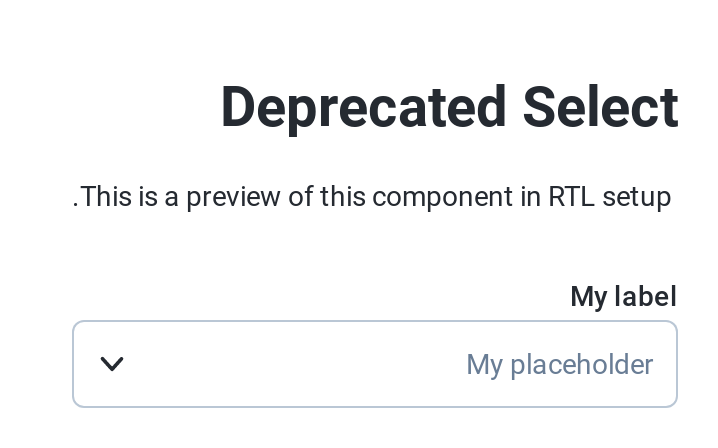 Deprecated Select
.This is a preview of this component in RTL setup
My label
My placeholder